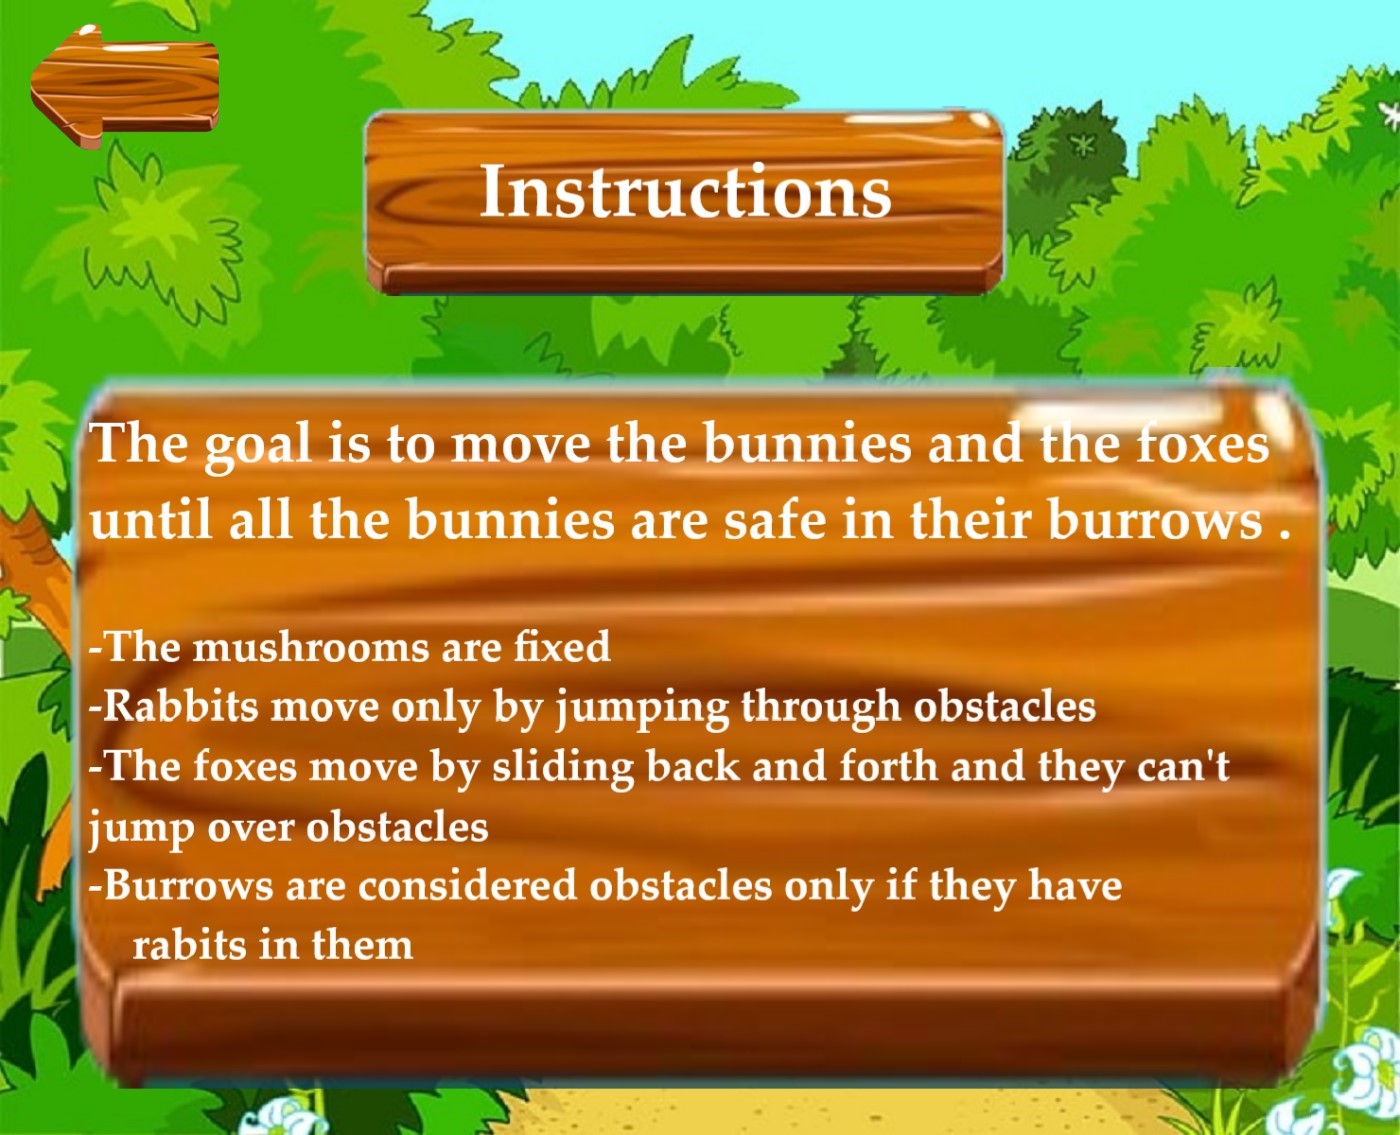 Instructions
The goal is to move the bunnies and the foxes
until all the bunnies are safe in their burrows .
-The mushrooms are fixed
-Rabbits move only by jumping through obstacles
-The foxes move by sliding back and forth and they can't
jump over obstacles
-Burrows are considered obstacles only if they have
rabits in them